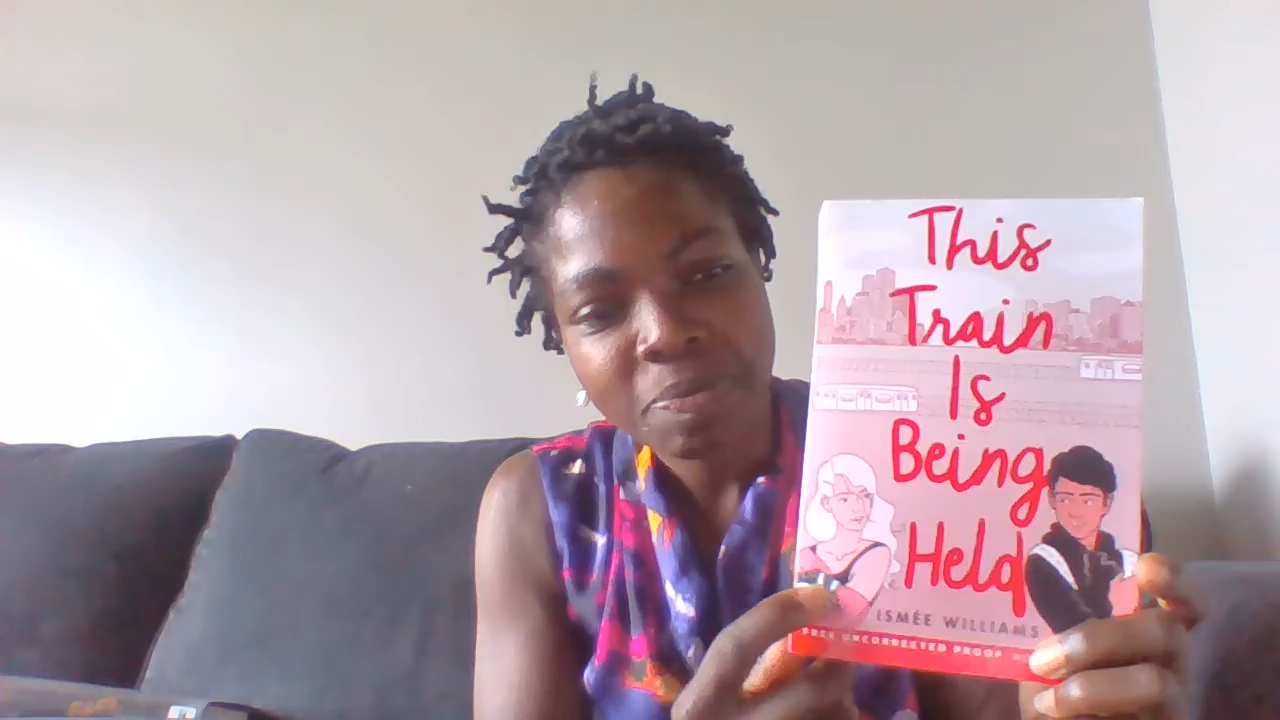 This
Train
Is
Being
Held
ISMÉE WILLIAMS
FREE UNCORRECTED PROOF